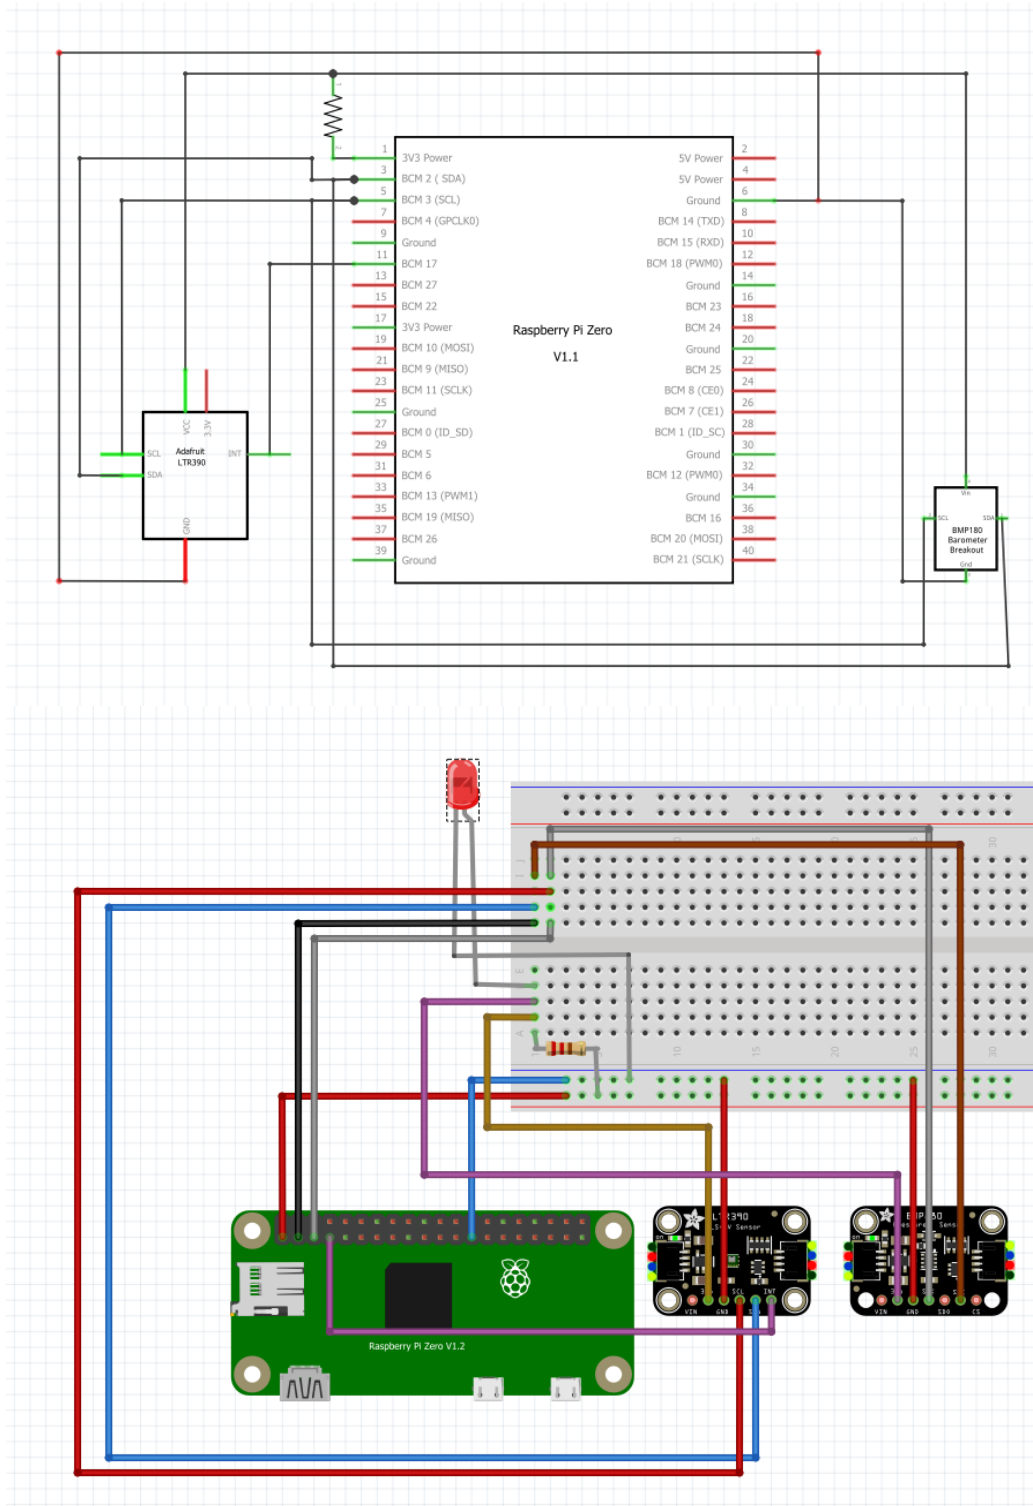 1 2
3V3 Power 5V Power
3 4
BCM 2 ( SDA) 5V Power
5 6
BCM 3 (SCL) Ground
7 8
BCM 4 (GPCLK0) BCM 14 (TXD)
9 10
Ground BCM 15 (RXD)
11 12
BCM 17 BCM 18 (PWM0)
13 14
BCM 27 Ground
15 16
BCM 22 BCM 23
17 18
3V3 Power BCM 24
19 20
BCM 10 (MOSI) Ground
21 22
BCM 9 (MISO) BCM 25
23 24
BCM 11 (SCLK) BCM 8 (CE0)
25 26
Ground BCM 7 (CE1)
27 28
BCM 0 (ID_SD) BCM 1 (ID_SC)
29 30
BCM 5 Ground
31 32
BCM 6 BCM 12 (PWM0)
33 34
BCM 13 (PWM1) Ground
35 36
BCM 19 (MISO) BCM 16
37 38
BCM 26 BCM 20 (MOSI)
39 40
Ground BCM 21 (SCLK)
Raspberry Pi Zero
V1.1
VCC 3.3V
Adafruit
LTR390
SCL INT
SDA
GND
Vin
SCL SDA
BMP180
Barometer
Breakout
Gnd
10 30
J
I
E
A
10 15 20 25 30
Raspberry Pi Zero V1.2
VIN GND SCL INT
VIN GND SDO CS